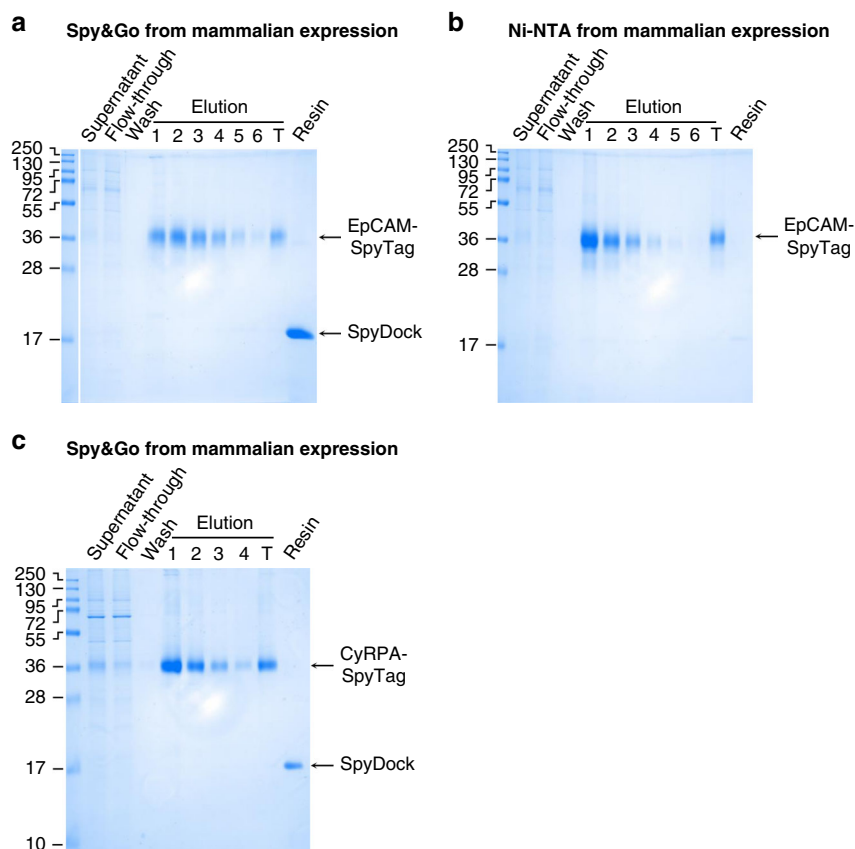 a
Spy&Go from mammalian expression
Supernatant
Flow-through
Wash
Elution
1 2 3 4 5 6 T
Resin
250
130
95
72
55
36
28
17
EpCAM-
SpyTag
SpyDock
b
Ni-NTA from mammalian expression
Supernatant
Flow-through
Wash
Elution
1 2 3 4 5 6 T
Resin
250
130
95
72
55
36
28
17
EpCAM-
SpyTag
c
Spy&Go from mammalian expression
Supernatant
Flow-through
Wash
Elution
1 2 3 4 T
Resin
250
130
95
72
55
36
28
17
10
CyRPA-
SpyTag
SpyDock